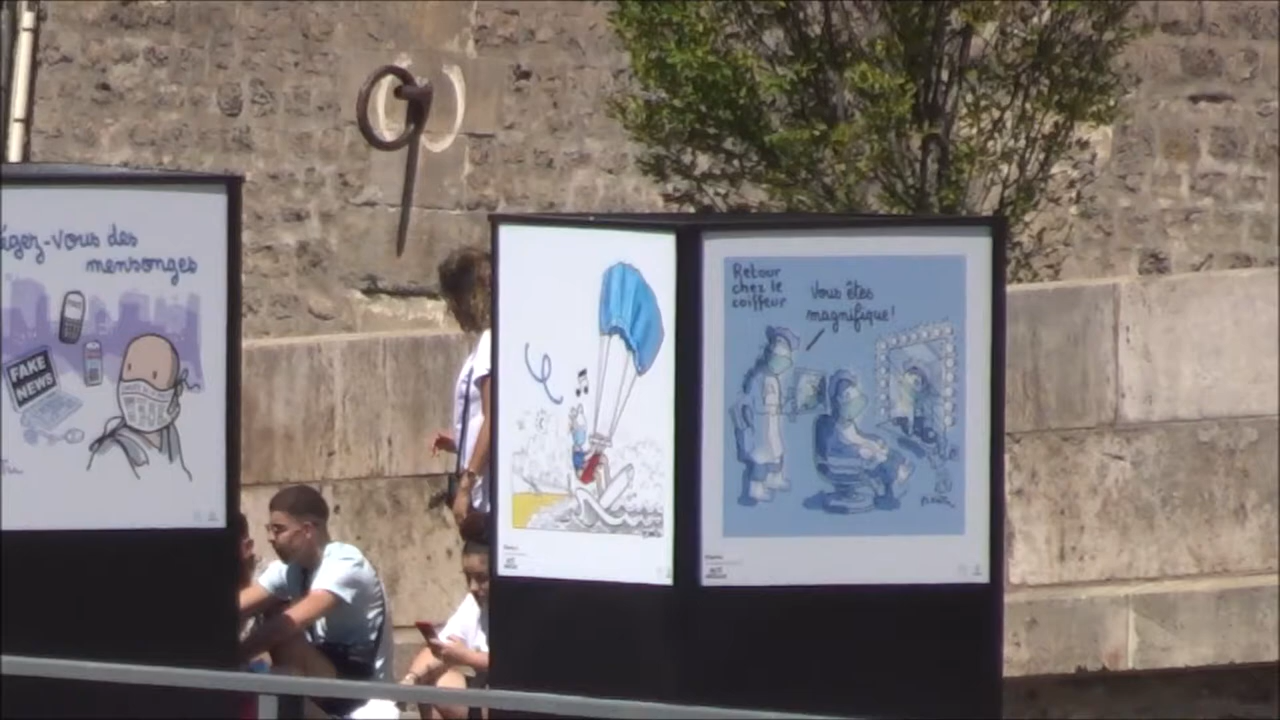 égez-vous des
mensonges
FAKE
NEWS
Retour
chez le
coiffeur
Vous êtes
magnifique!